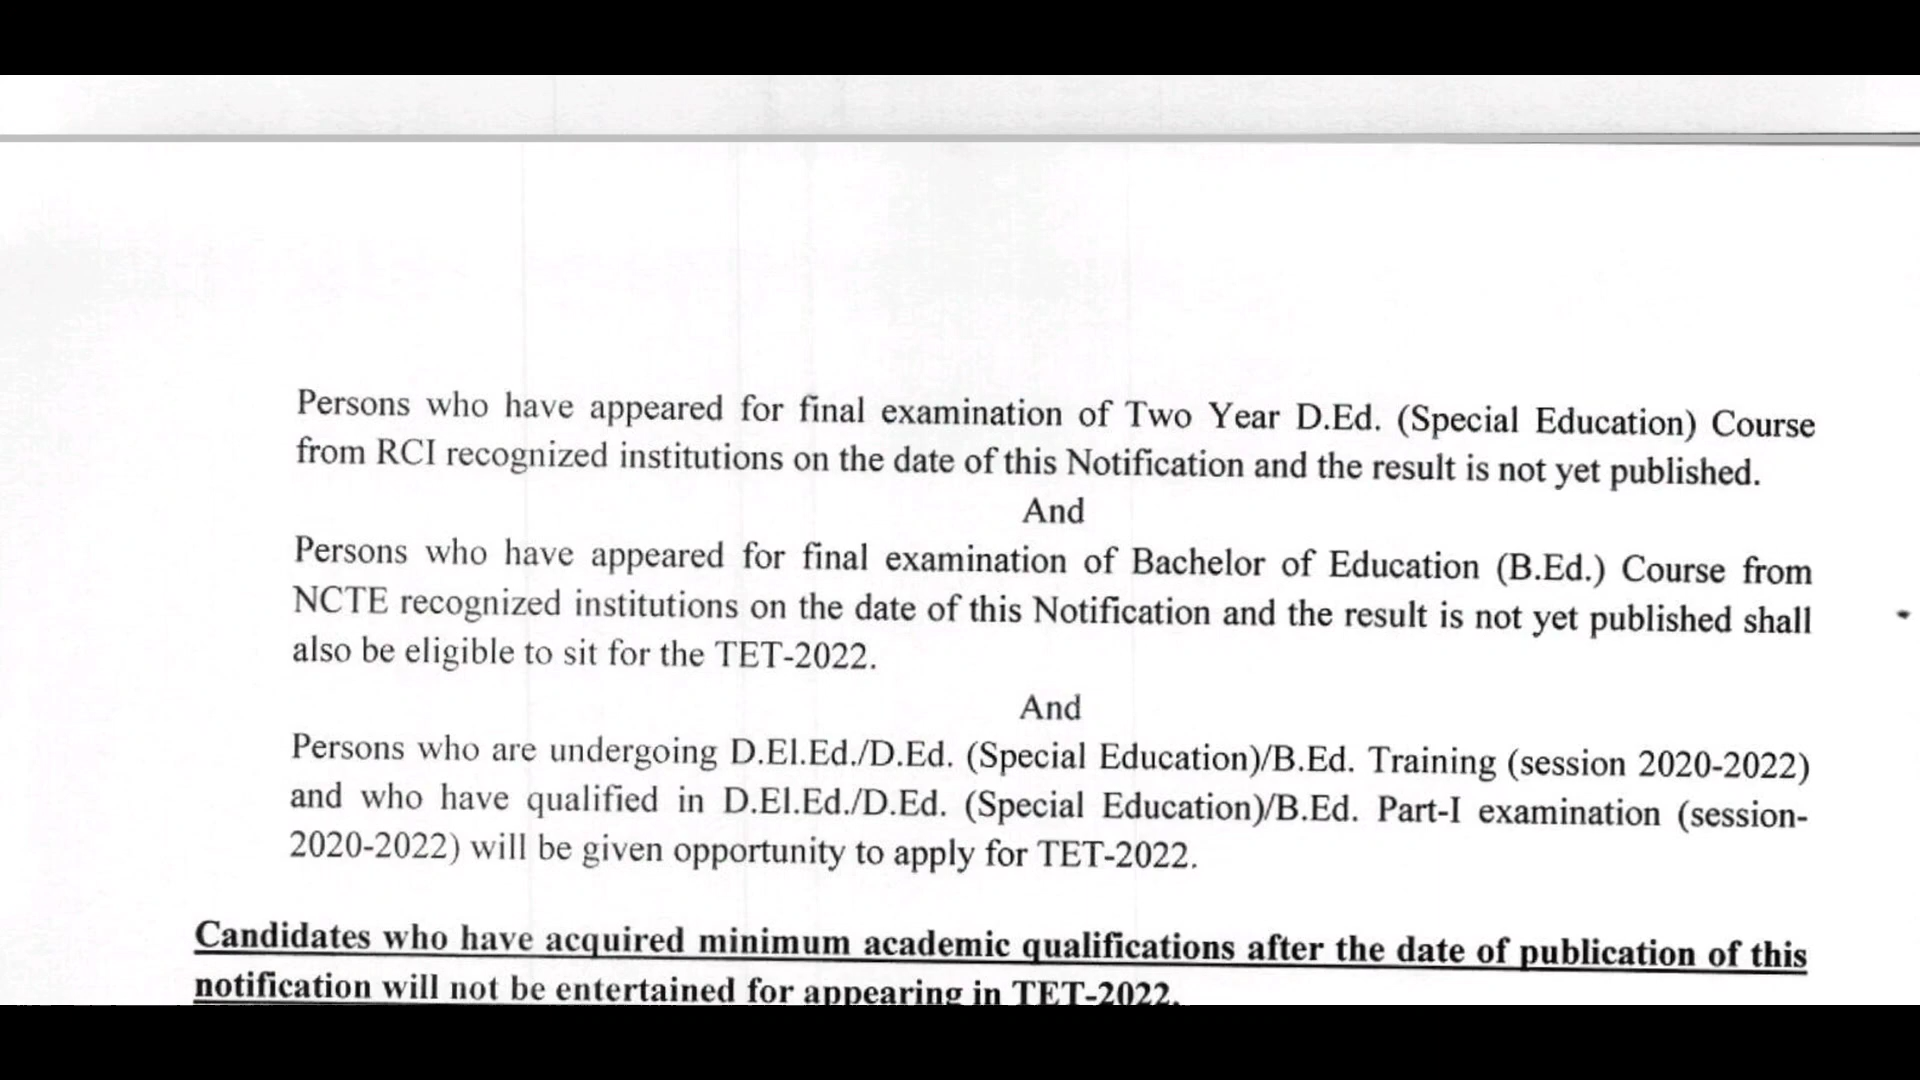 Persons who have appeared for final examination of Two Year D.Ed. (Special Education) Course
from RCI recognized institutions on the date of this Notification and the result is not yet published.
And
Persons who have appeared for final examination of Bachelor of Education (B.Ed.) Course from
NCTE recognized institutions on the date of this Notification and the result is not yet published shall
also be eligible to sit for the TET-2022.
And
Persons who are undergoing D.El.Ed./D.Ed. (Special Education)/B.Ed. Training (session 2020-2022)
and who have qualified in D.El.Ed./D.Ed. (Special Education)/B.Ed. Part-I examination (session-
2020-2022) will be given opportunity to apply for TET-2022.
Candidates who have acquired minimum academic qualifications after the date of publication of this
notification will not be entertained for appearing in TET-2022.